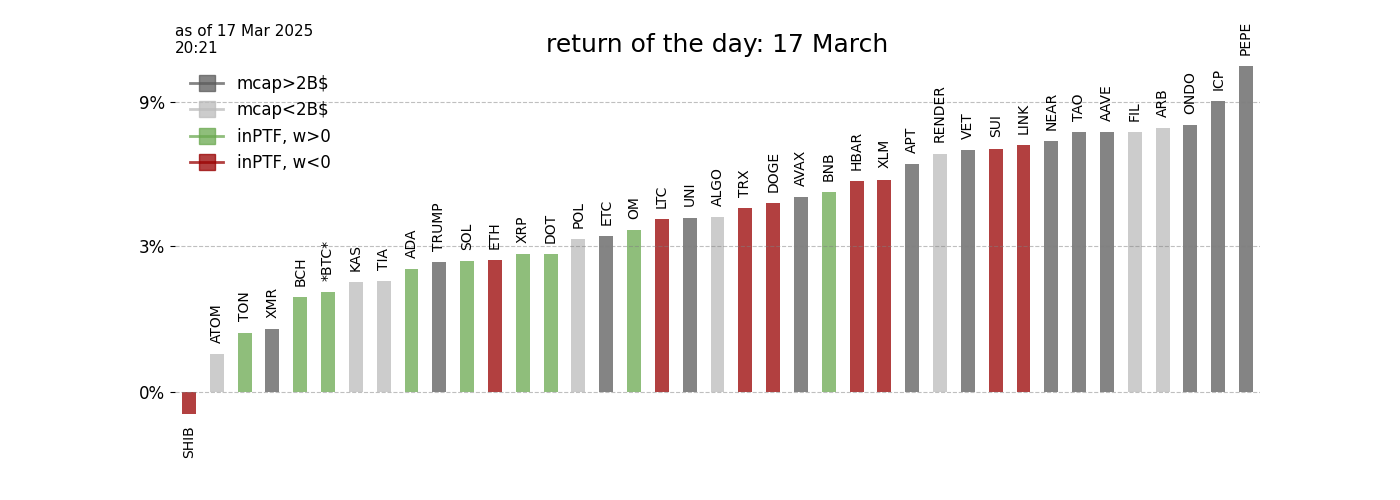 as of 17 Mar 2025
20:21
return of the day: 17 March
mcap>2B$
mcap<2B$
inPTF, w>0
inPTF, w<0
9%
3%
0%
SHIB
ATOM
TON
XMR
BCH
*BTC*
KAS
TIA
ADA
TRUMP
SOL
ETH
XRP
DOT
POL
ETC
OM
LTC
UNI
ALGO
TRX
DOGE
AVAX
BNB
HBAR
XLM
APT
RENDER
VET
SUI
LINK
NEAR
TAO
AAVE
FIL
ARB
ONDO
ICP
PEPE